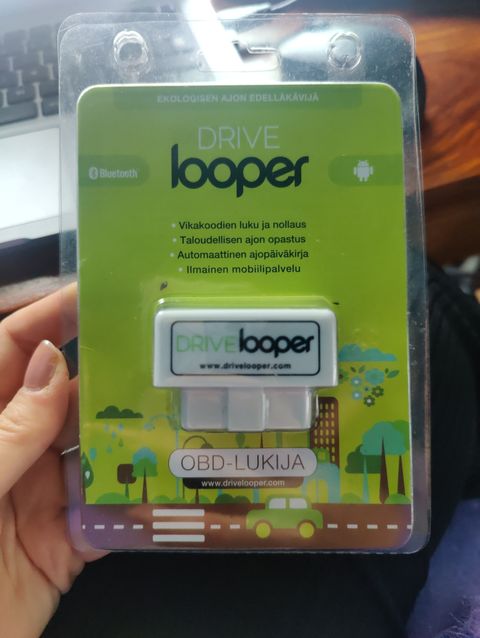 EKOLOGISEN AJON EDELLÄKÄVIJÄ
DRIVE
looper
Bluetooth
• Vikakoodien luku ja nollaus
• Taloudellisen ajon opastus
• Automaattinen ajopäiväkirja
• Ilmainen mobiilipalvelu
DRIVElooper
www.drivelooper.com
OBD-LUKIJA
www.drivelooper.com